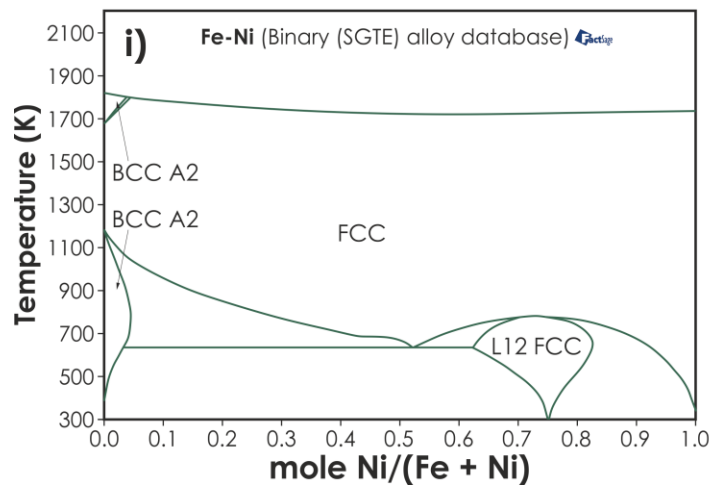 i) Fe-Ni (Binary (SGTE) alloy database) FactSage
2100
1900
1700
1500
1300
1100
900
700
500
300
Temperature (K)
BCC A2
BCC A2
FCC
L12 FCC
0.0 0.1 0.2 0.3 0.4 0.5 0.6 0.7 0.8 0.9 1.0
mole Ni/(Fe + Ni)